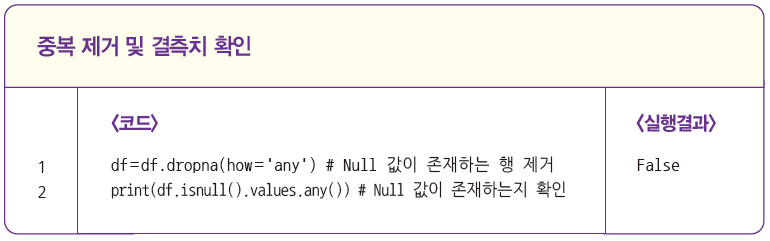 중복 제거 및 결측치 확인
<코드>
<실행결과>
1 df=df.dropna(how='any') # Null 값이 존재하는 행 제거 False
2 print(df.isnull().values.any()) # Null 값이 존재하는지 확인